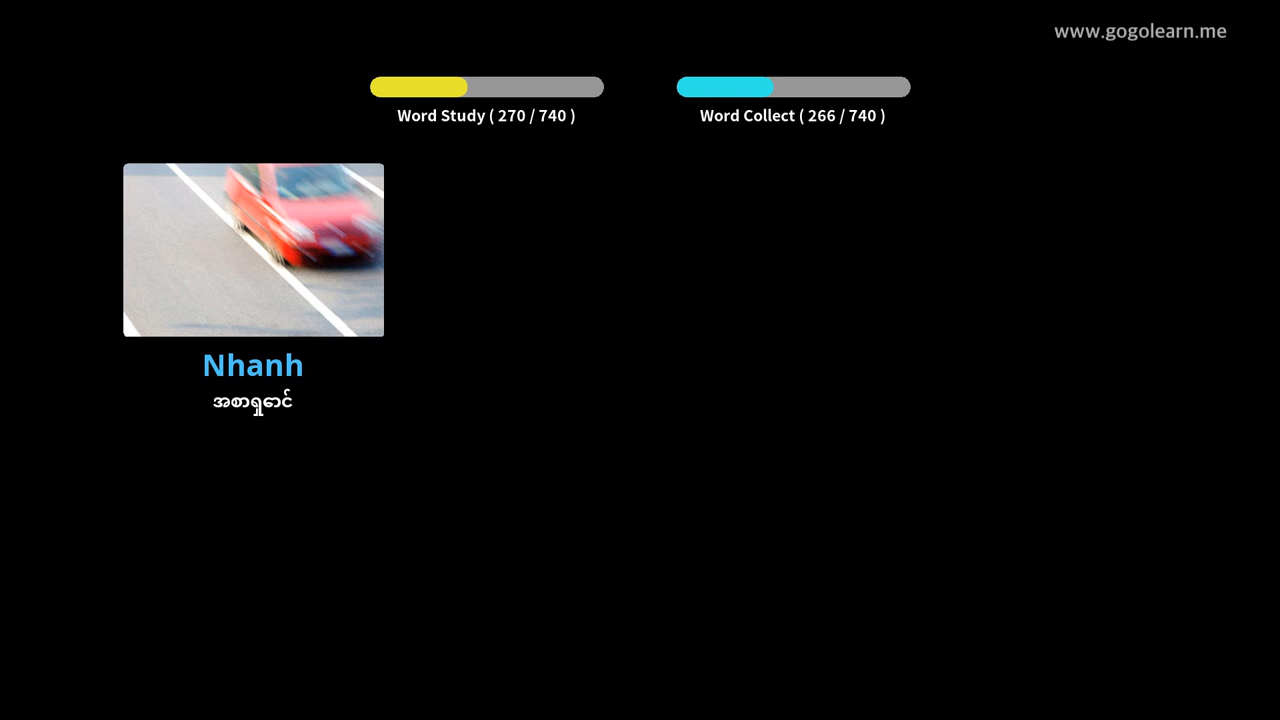 www.gogolearn.me
Word Study ( 270 / 740 )
Word Collect ( 266 / 740 )
Nhanh
အစာရှောင်